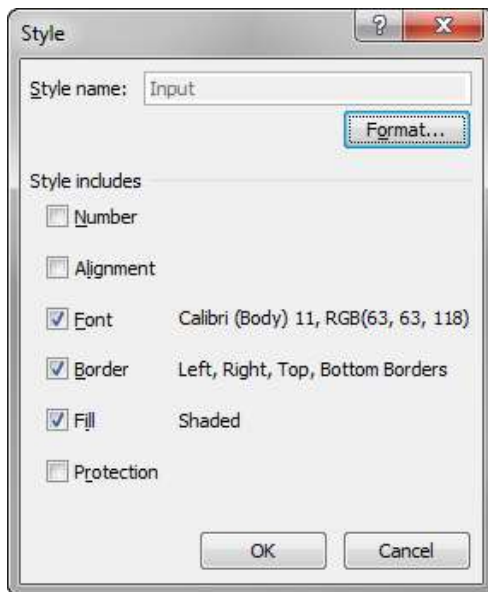 Style
Style name: Input
Format...
Style includes
Number
Alignment
Font Calibri (Body) 11, RGB(63, 63, 118)
Border Left, Right, Top, Bottom Borders
Fill Shaded
Protection
OK Cancel